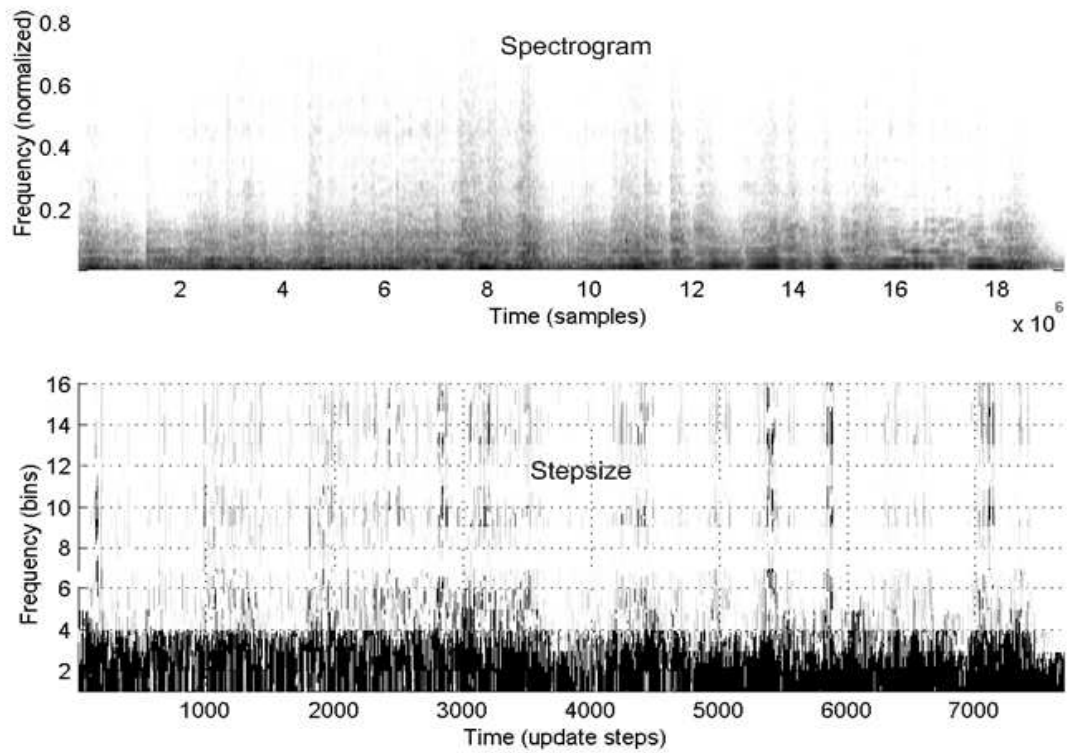 Spectrogram
Frequency (normalized)
0.8
0.6
0.4
0.2
2 4 6 8 10 12 14 16 18
Time (samples)
x 10^6
Stepsize
Frequency (bins)
16
14
12
10
8
6
4
2
1000 2000 3000 4000 5000 6000 7000
Time (update steps)